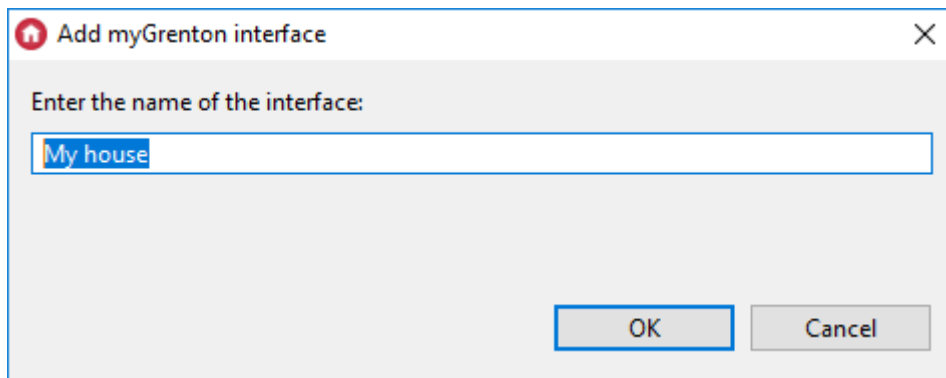 Add myGrenton interface
Enter the name of the interface:
My house
OK
Cancel